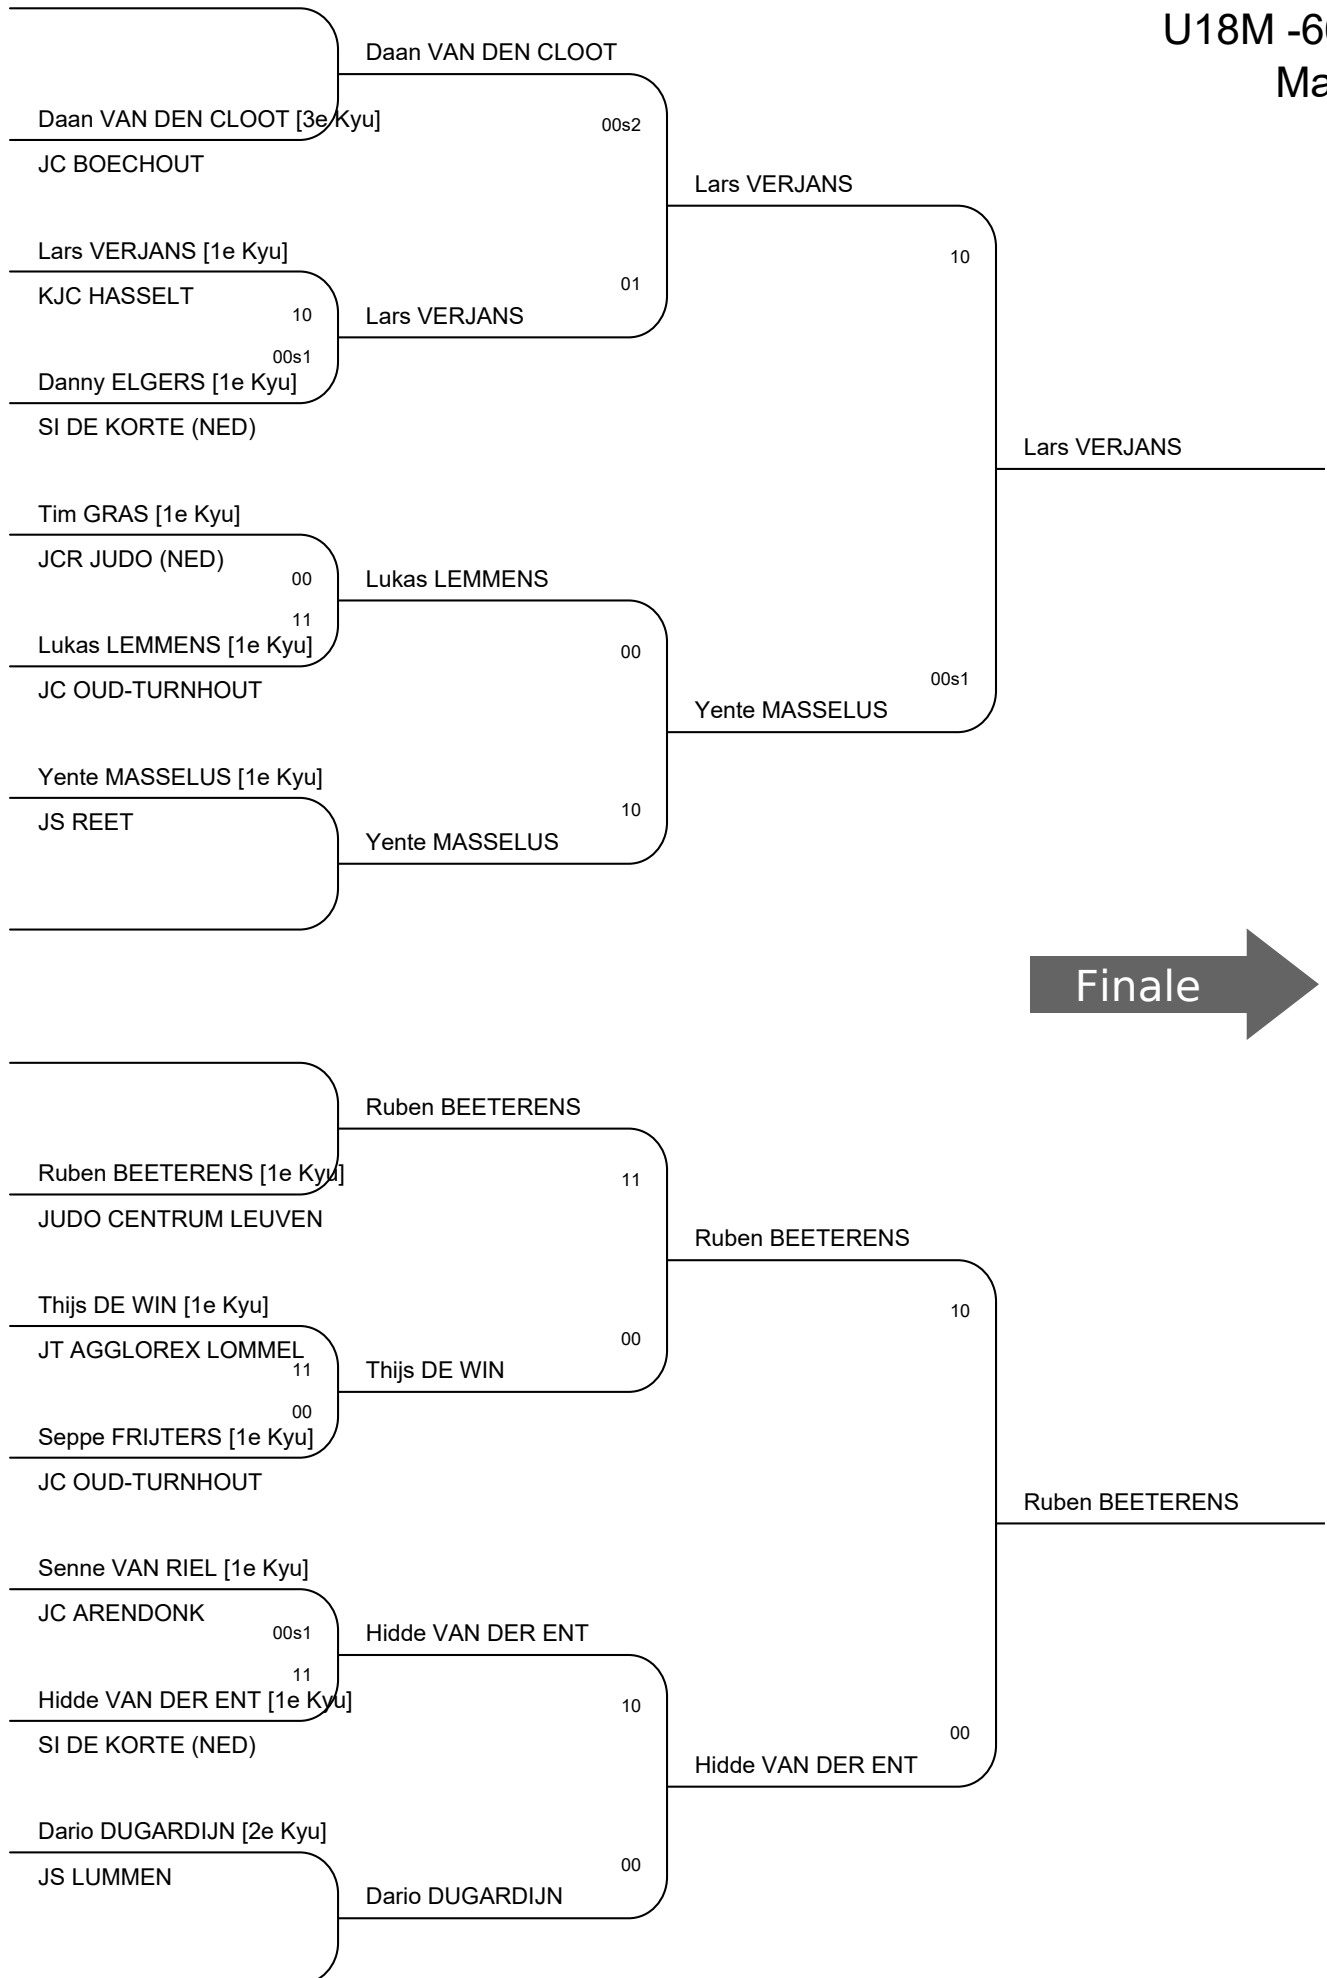 U18M -6
Ma
Daan VAN DEN CLOOT
Daan VAN DEN CLOOT [3e Kyu]
00s2
JC BOECHOUT
Lars VERJANS
Lars VERJANS [1e Kyu]
10
KJC HASSELT
01
10
Lars VERJANS
00s1
Danny ELGERS [1e Kyu]
SI DE KORTE (NED)
Lars VERJANS
Tim GRAS [1e Kyu]
JCR JUDO (NED)
00
Lukas LEMMENS
11
Lukas LEMMENS [1e Kyu]
00
JC OUD-TURNHOUT
00s1
Yente MASSELUS
Yente MASSELUS [1e Kyu]
JS REET
10
Yente MASSELUS
Finale
Ruben BEETERENS
Ruben BEETERENS [1e Kyu]
11
JUDO CENTRUM LEUVEN
Ruben BEETERENS
Thijs DE WIN [1e Kyu]
10
JT AGGLOREX LOMMEL
00
11
Thijs DE WIN
00
Seppe FRIJTERS [1e Kyu]
JC OUD-TURNHOUT
Ruben BEETERENS
Senne VAN RIEL [1e Kyu]
JC ARENDONK
00s1
Hidde VAN DER ENT
11
Hidde VAN DER ENT [1e Kyu]
10
SI DE KORTE (NED)
00
Hidde VAN DER ENT
Dario DUGARDIJN [2e Kyu]
JS LUMMEN
00
Dario DUGARDIJN